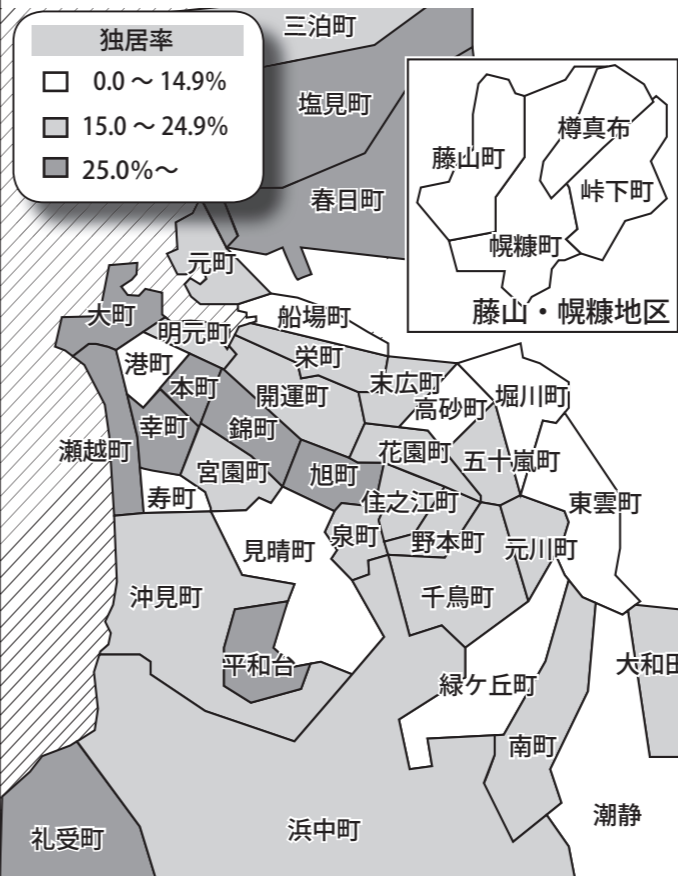 独居率
0.0～14.9%
15.0～24.9%
25.0%～
三泊町
塩見町
春日町
樽真布
藤山町
峠下町
幌糠町
藤山・幌糠地区
元町
大町
明元町
船場町
港町
栄町
本町
開運町
末広町
高砂町
堀川町
幸町
錦町
瀬越町
宮園町
旭町
花園町
五十嵐町
寿町
住之江町
東雲町
見晴町
泉町
野本町
元川町
沖見町
千鳥町
平和台
緑ケ丘町
大和田
南町
礼受町
浜中町
潮静